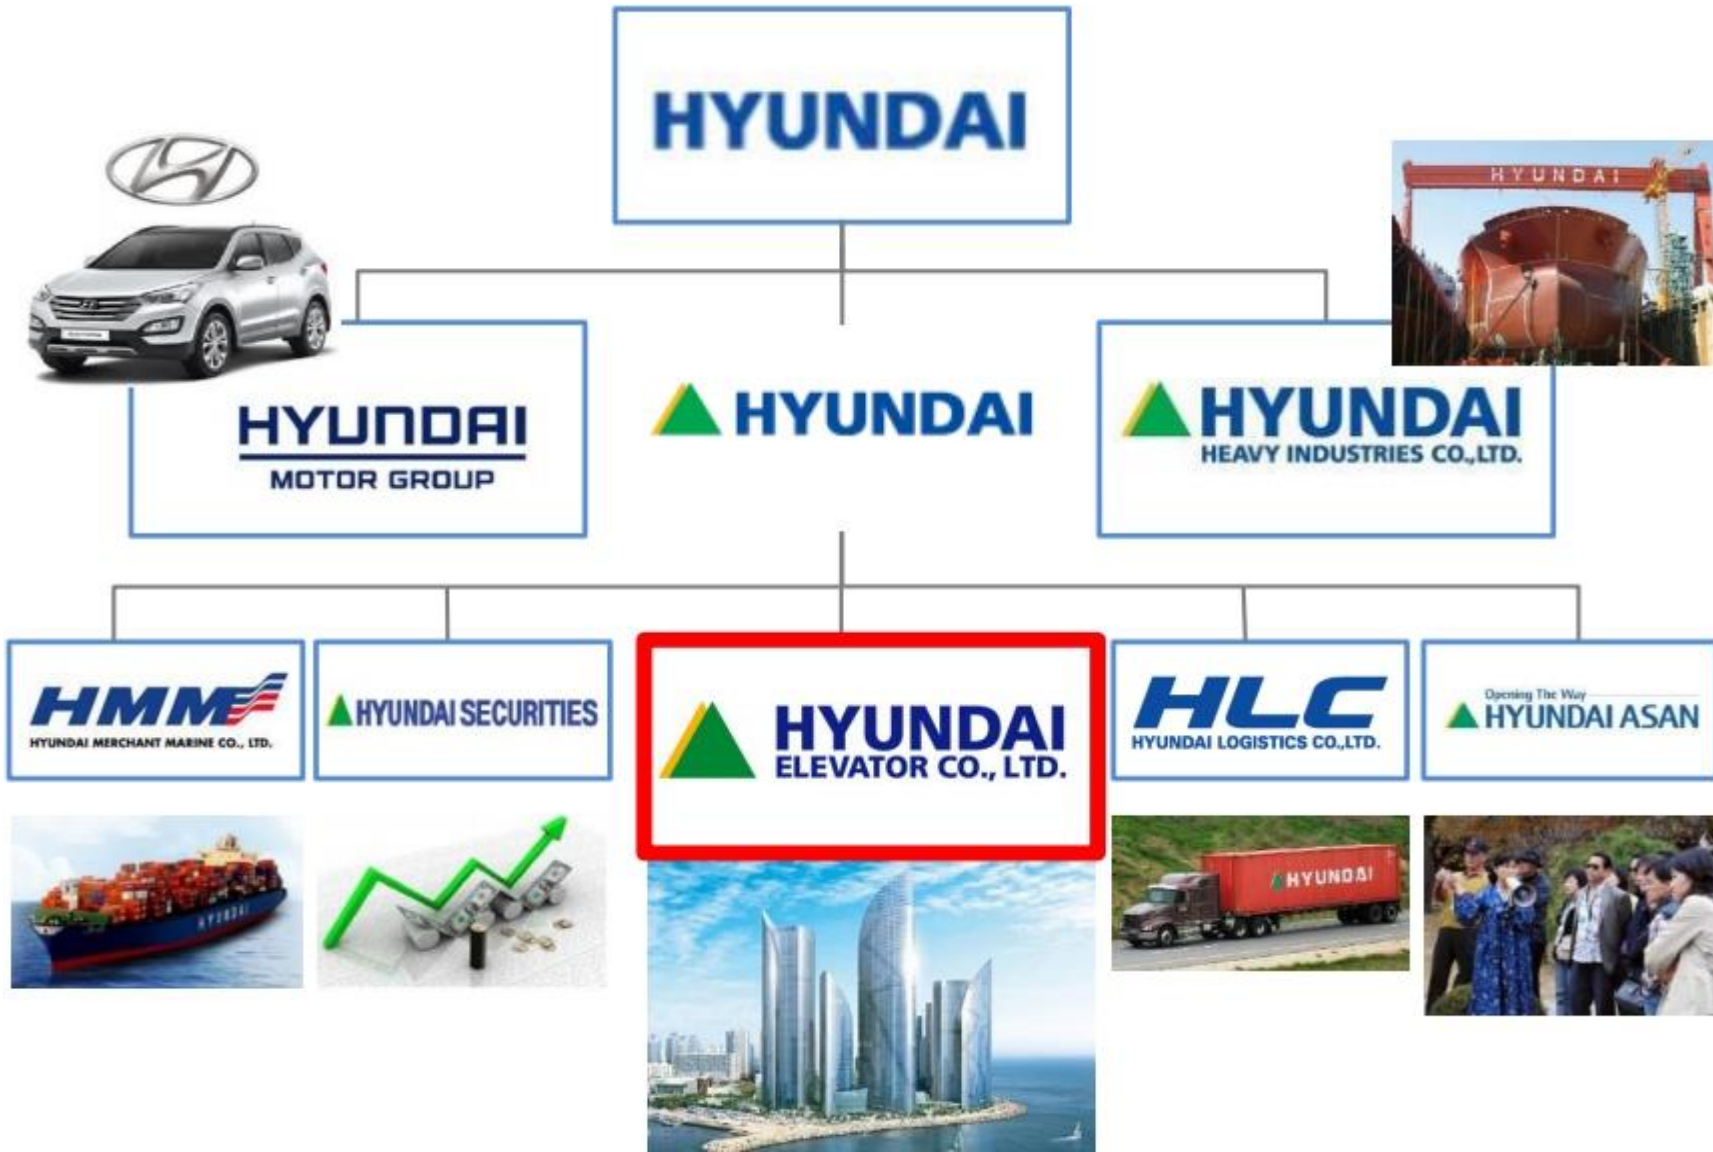 HYUNDAI
HYUNDAI
HYUNDAI
MOTOR GROUP
HYUNDAI
HYUNDAI
HEAVY INDUSTRIES CO.,LTD.
HMM
HYUNDAI MERCHANT MARINE CO., LTD.
HYUNDAI SECURITIES
HYUNDAI
ELEVATOR CO., LTD.
HLC
HYUNDAI LOGISTICS CO.,LTD.
Opening The Way
HYUNDAI ASAN
HYUNDAI
HYUNDAI